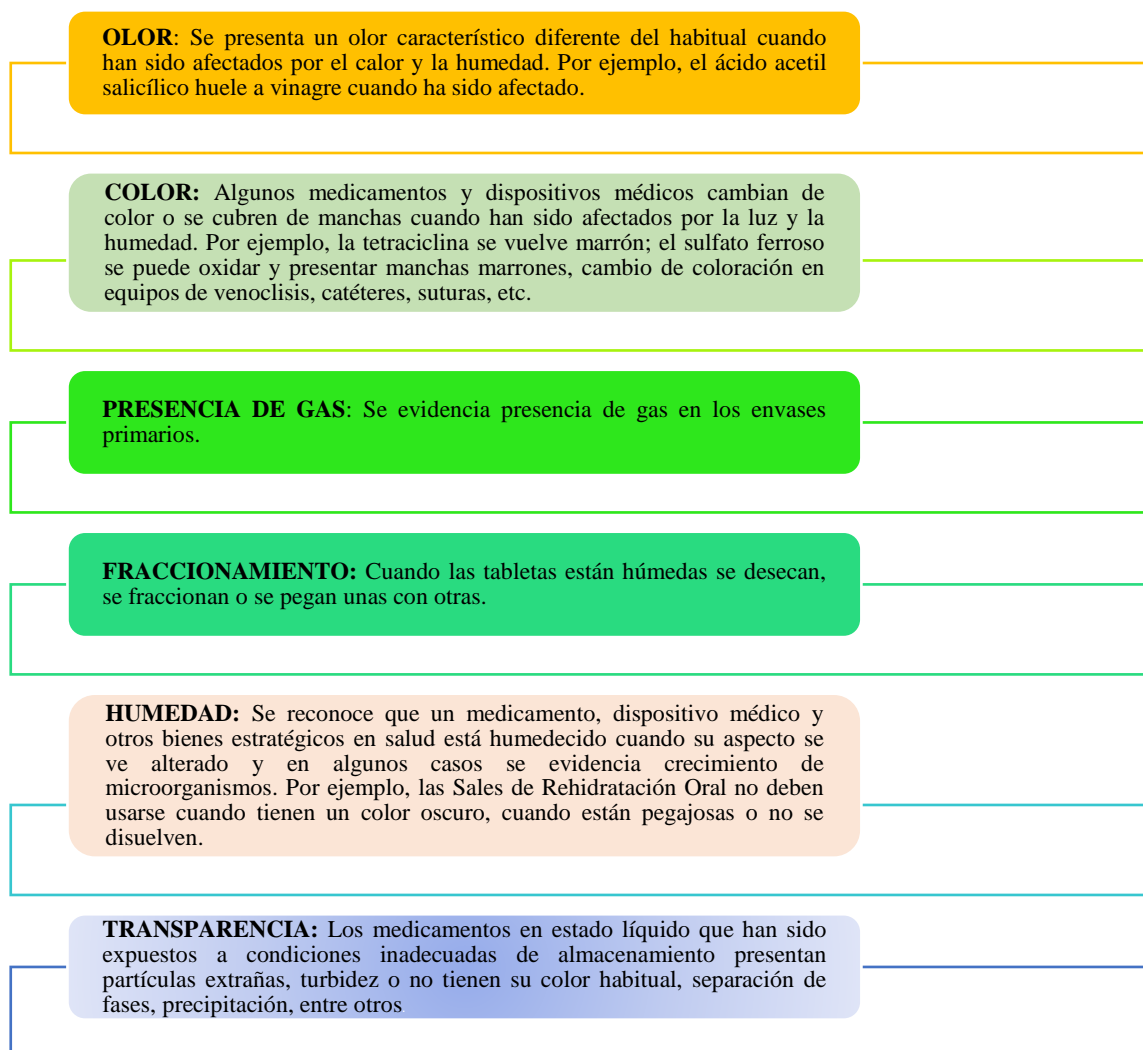 OLOR: Se presenta un olor característico diferente del habitual cuando
han sido afectados por el calor y la humedad. Por ejemplo, el ácido acetil
salicílico huele a vinagre cuando ha sido afectado.
COLOR: Algunos medicamentos y dispositivos médicos cambian de
color o se cubren de manchas cuando han sido afectados por la luz y la
humedad. Por ejemplo, la tetraciclina se vuelve marrón; el sulfato ferroso
se puede oxidar y presentar manchas marrones, cambio de coloración en
equipos de venoclisis, catéteres, suturas, etc.
PRESENCIA DE GAS: Se evidencia presencia de gas en los envases
primarios.
FRACCIONAMIENTO: Cuando las tabletas están húmedas se desecan,
se fraccionan o se pegan unas con otras.
HUMEDAD: Se reconoce que un medicamento, dispositivo médico y
otros bienes estratégicos en salud está humedecido cuando su aspecto se
ve alterado y en algunos casos se evidencia crecimiento de
microorganismos. Por ejemplo, las Sales de Rehidratación Oral no deben
usarse cuando tienen un color oscuro, cuando están pegajosas o no se
disuelven.
TRANSPARENCIA: Los medicamentos en estado líquido que han sido
expuestos a condiciones inadecuadas de almacenamiento presentan
partículas extrañas, turbidez o no tienen su color habitual, separación de
fases, precipitación, entre otros